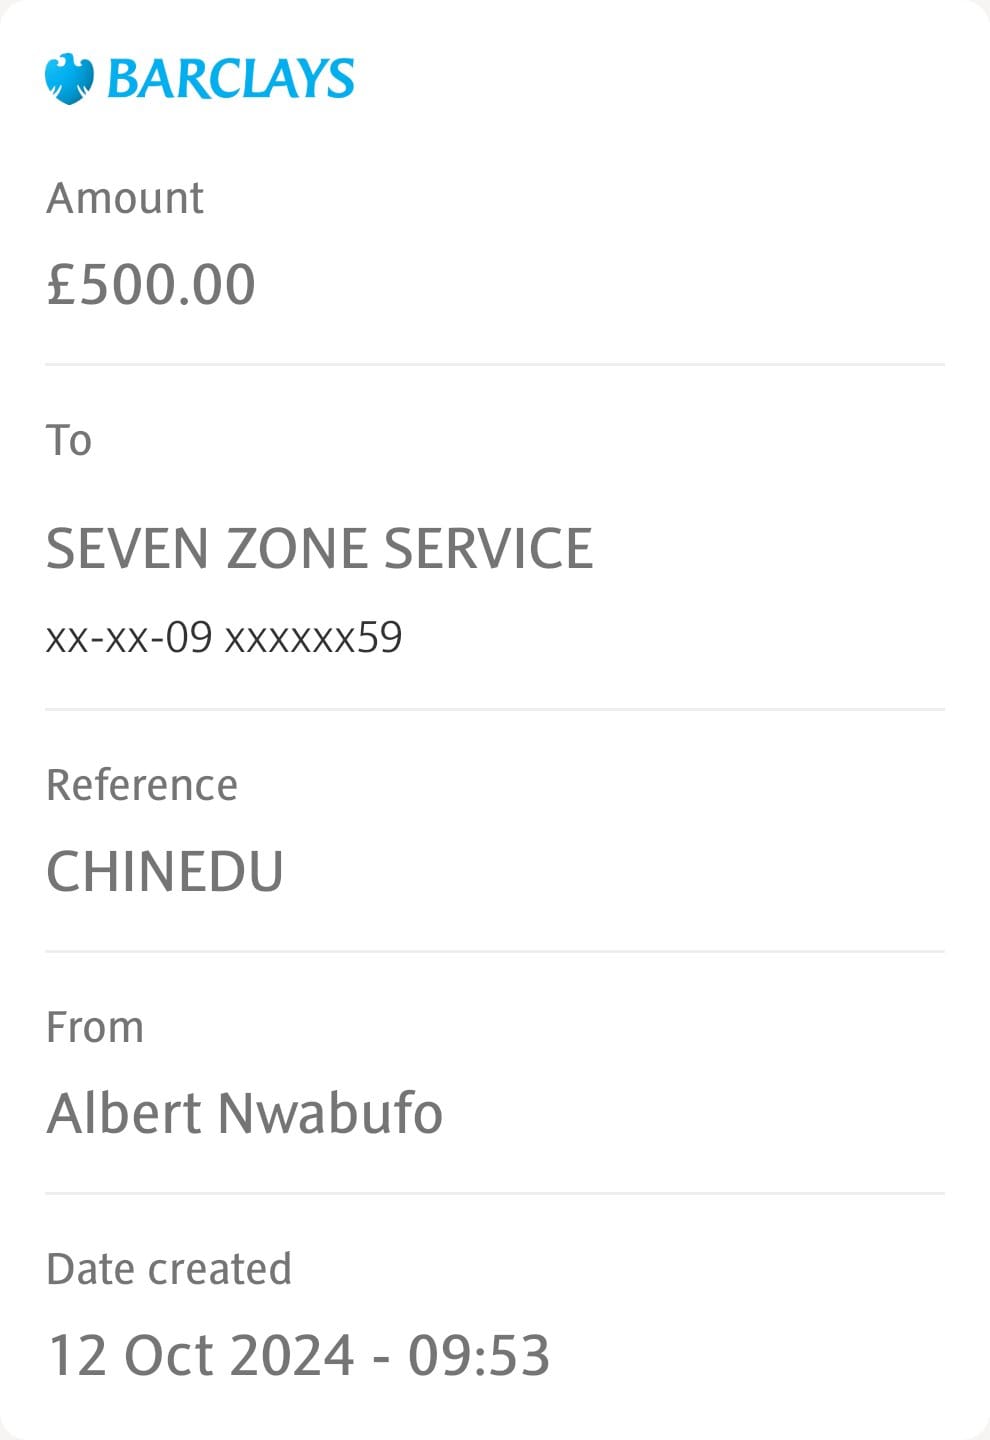 BARCLAYS
Amount
£500.00
To
SEVEN ZONE SERVICE
xx-xx-09 xxxxxx59
Reference
CHINEDU
From
Albert Nwabufo
Date created
12 Oct 2024 - 09:53